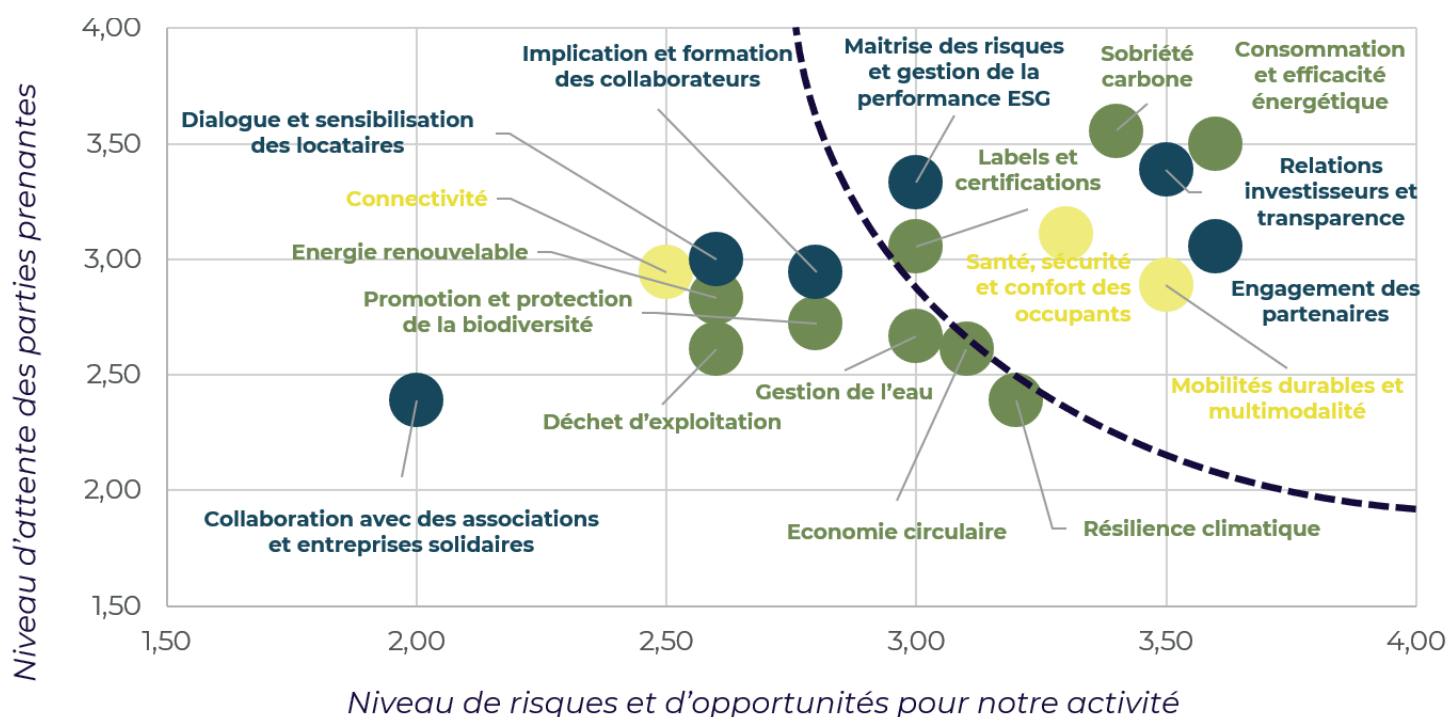 Niveau d'attente des parties prenantes
4,00
3,50
3,00
2,50
2,00
1,50
Implication et formation
des collaborateurs
Maitrise des risques
et gestion de la
performance ESG
Sobriété
carbone
Consommation
et efficacité
énergétique
Dialogue et sensibilisation
des locataires
Labels et
certifications
Relations
investisseurs et
transparence
Connectivité
Energie renouvelable
Santé, sécurité
et confort des
occupants
Promotion et protection
de la biodiversité
Engagement des
partenaires
Gestion de l’eau
Mobilités durables et
multimodalité
Déchet d’exploitation
Collaboration avec des associations
et entreprises solidaires
Economie circulaire
Résilience climatique
1,50
2,00
2,50
3,00
3,50
4,00
Niveau de risques et d’opportunités pour notre activité